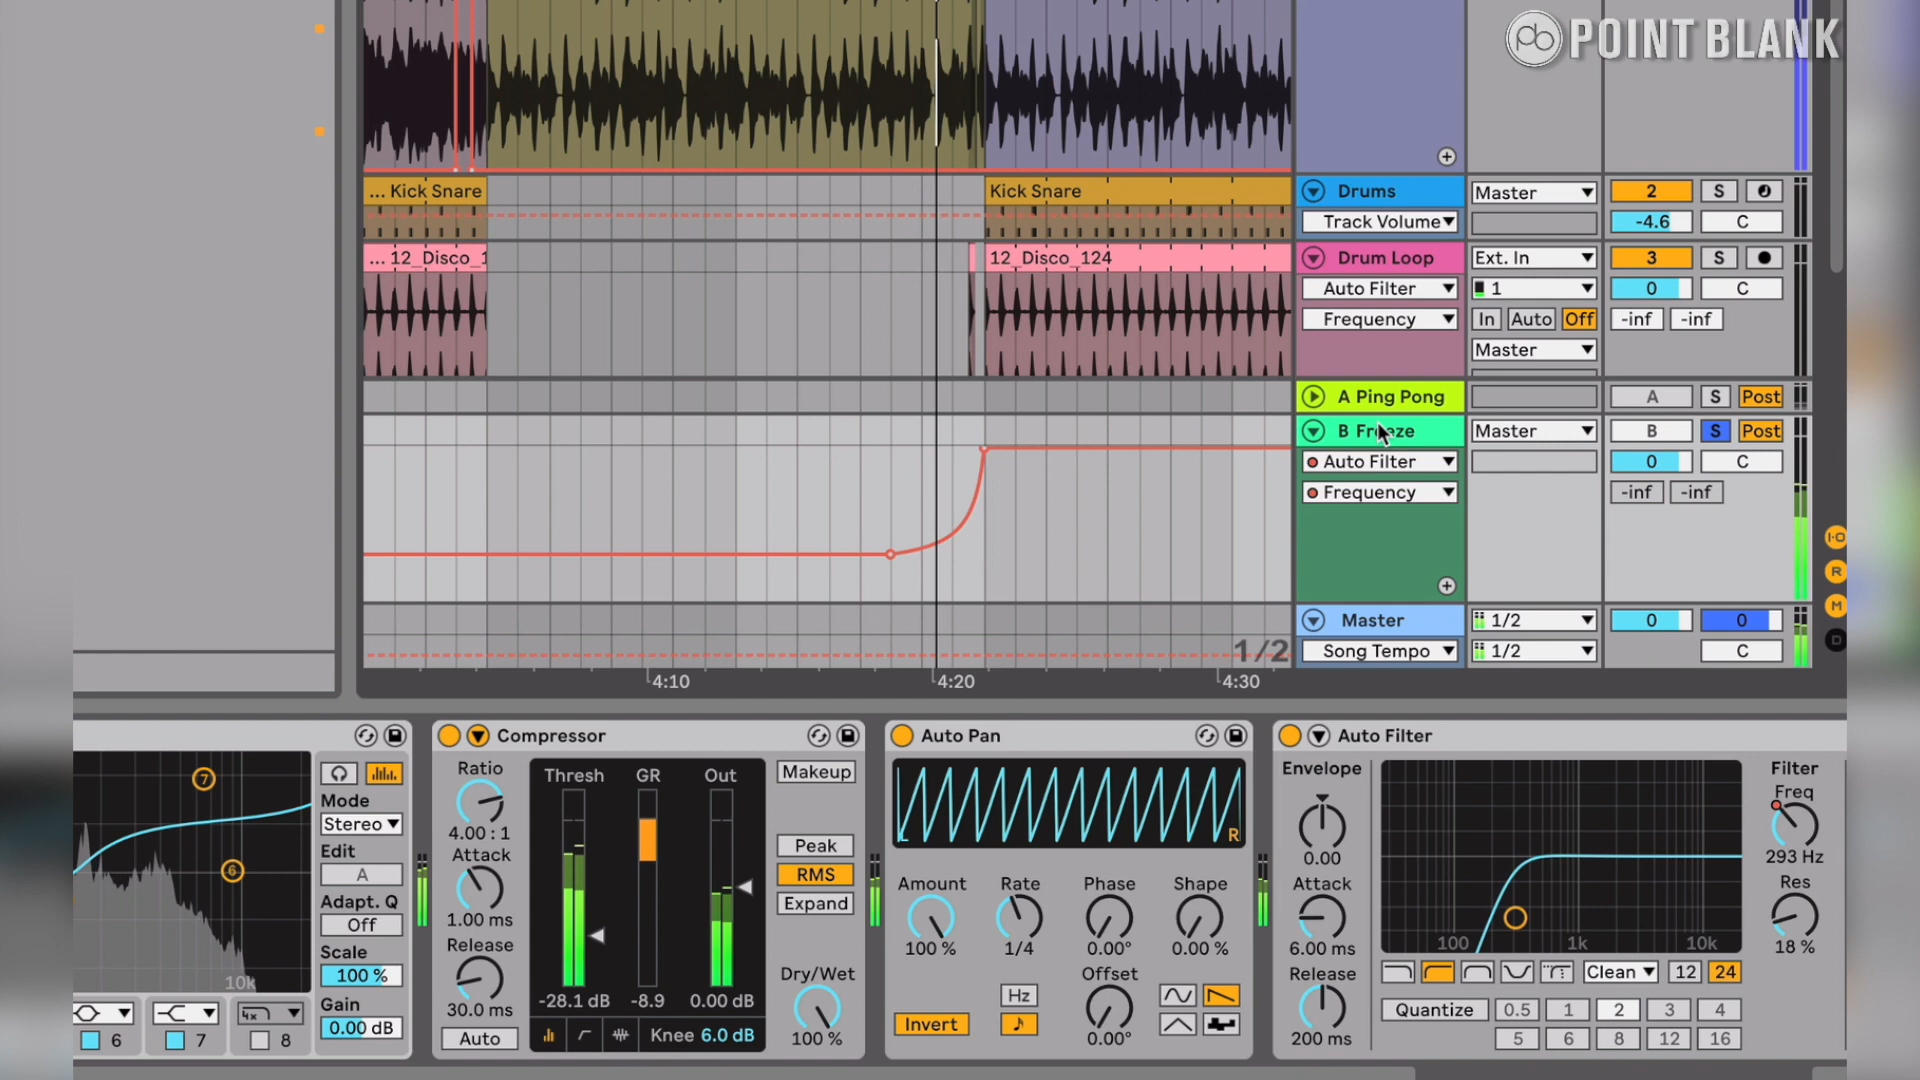 pb POINT BLANK
... Kick Snare
Kick Snare
Drums
Master
2
S
Track Volume
-4.6
C
... 12_Disco_1
12_Disco_124
Drum Loop
Ext. In
3
S
Auto Filter
1
0
C
Frequency
In
Auto
Off
-inf
-inf
Master
A Ping Pong
A
S
Post
B Freeze
Master
B
S
Post
Auto Filter
0
C
Frequency
-inf
-inf
I·O
R
M
D
1/2
Master
1/2
0
0
Song Tempo
1/2
C
4:10
4:20
4:30
7
6
10k
Mode
Stereo
Edit
A
Adapt. Q
Off
Scale
100 %
Gain
0.00 dB
6
7
x4
8
Compressor
Ratio
4.00 : 1
Attack
1.00 ms
Release
30.0 ms
Auto
Thresh
GR
Out
-28.1 dB
-8.9
0.00 dB
Knee 6.0 dB
Makeup
Peak
RMS
Expand
Dry/Wet
100 %
Auto Pan
L
R
Amount
100 %
Rate
1/4
Phase
0.00°
Shape
0.00 %
Invert
Hz
Offset
0.00°
Auto Filter
Envelope
0.00
Attack
6.00 ms
Release
200 ms
100
1k
10k
Clean
12
24
Quantize
0.5
1
2
3
4
5
6
8
12
16
Filter
Freq
293 Hz
Res
18 %